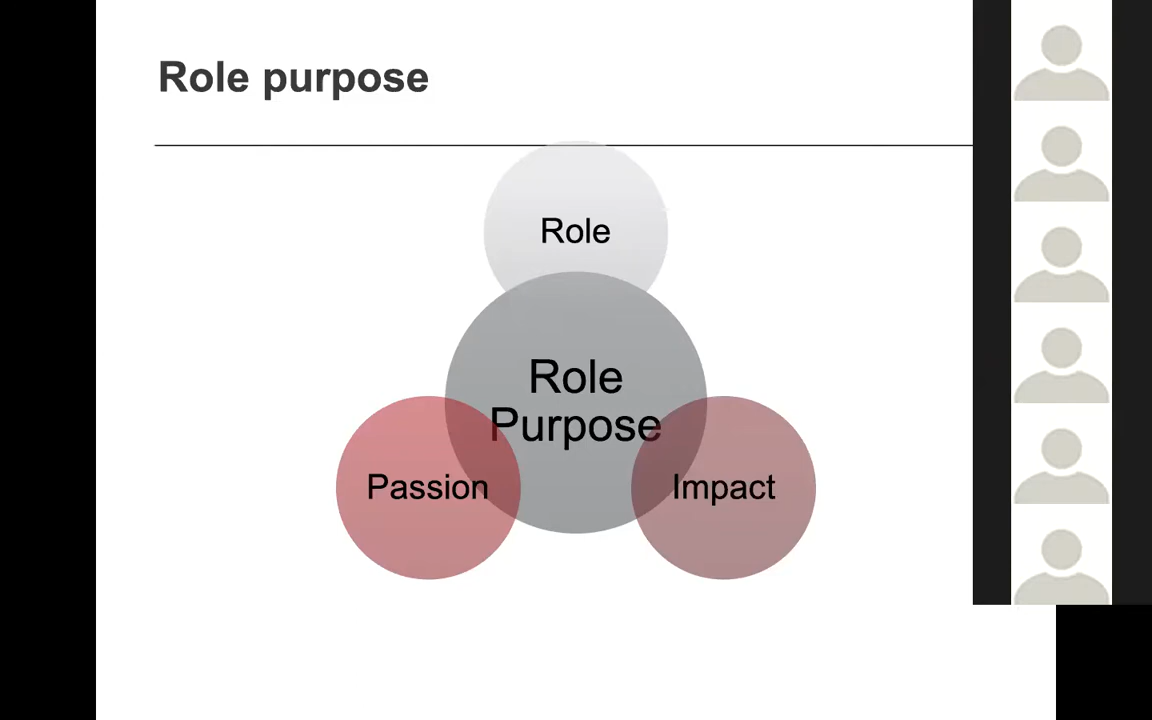 Role purpose
Role
Role
Purpose
Passion
Impact